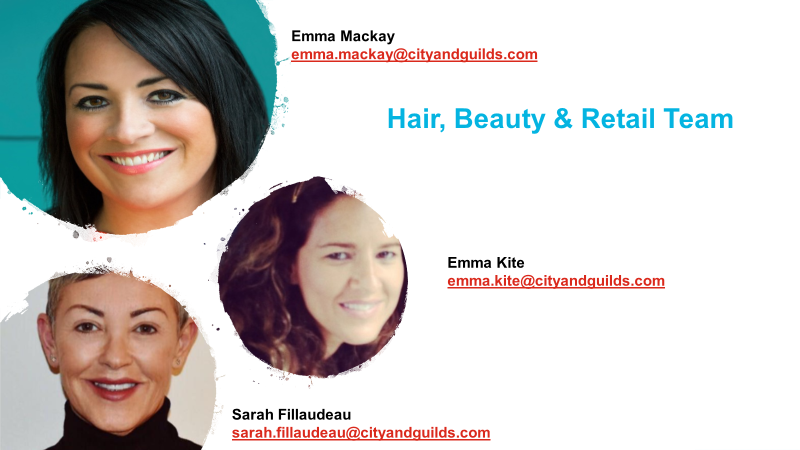 Emma Mackay
emma.mackay@cityandguilds.com
Hair, Beauty & Retail Team
Emma Kite
emma.kite@cityandguilds.com
Sarah Fillaudeau
sarah.fillaudeau@cityandguilds.com